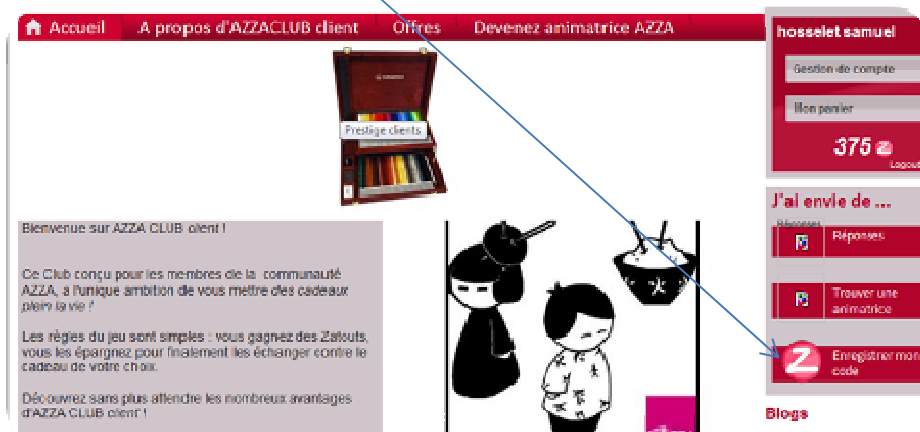 Accueil A propos d'AZZACLUB client Offres Devenez animatrice AZZA
hosselet samuel
Gestion de compte
Mon panier
375
Logout
Prestige clients
J'ai envie de ...
Réponses
Réponses
Trouver une
animatrice
Enregistrer mon
code
Blogs
Bienvenue sur AZZA CLUB client !
Ce Club conçu pour les membres de la communauté
AZZA, a l'unique ambition de vous mettre des cadeaux
plein la vie !
Les règles du jeu sont simples : vous gagnez des Zatouts,
vous les épargnez pour finalement les échanger contre le
cadeau de votre choix.
Découvrez sans plus attendre les nombreux avantages
d'AZZA CLUB client !
火
Z